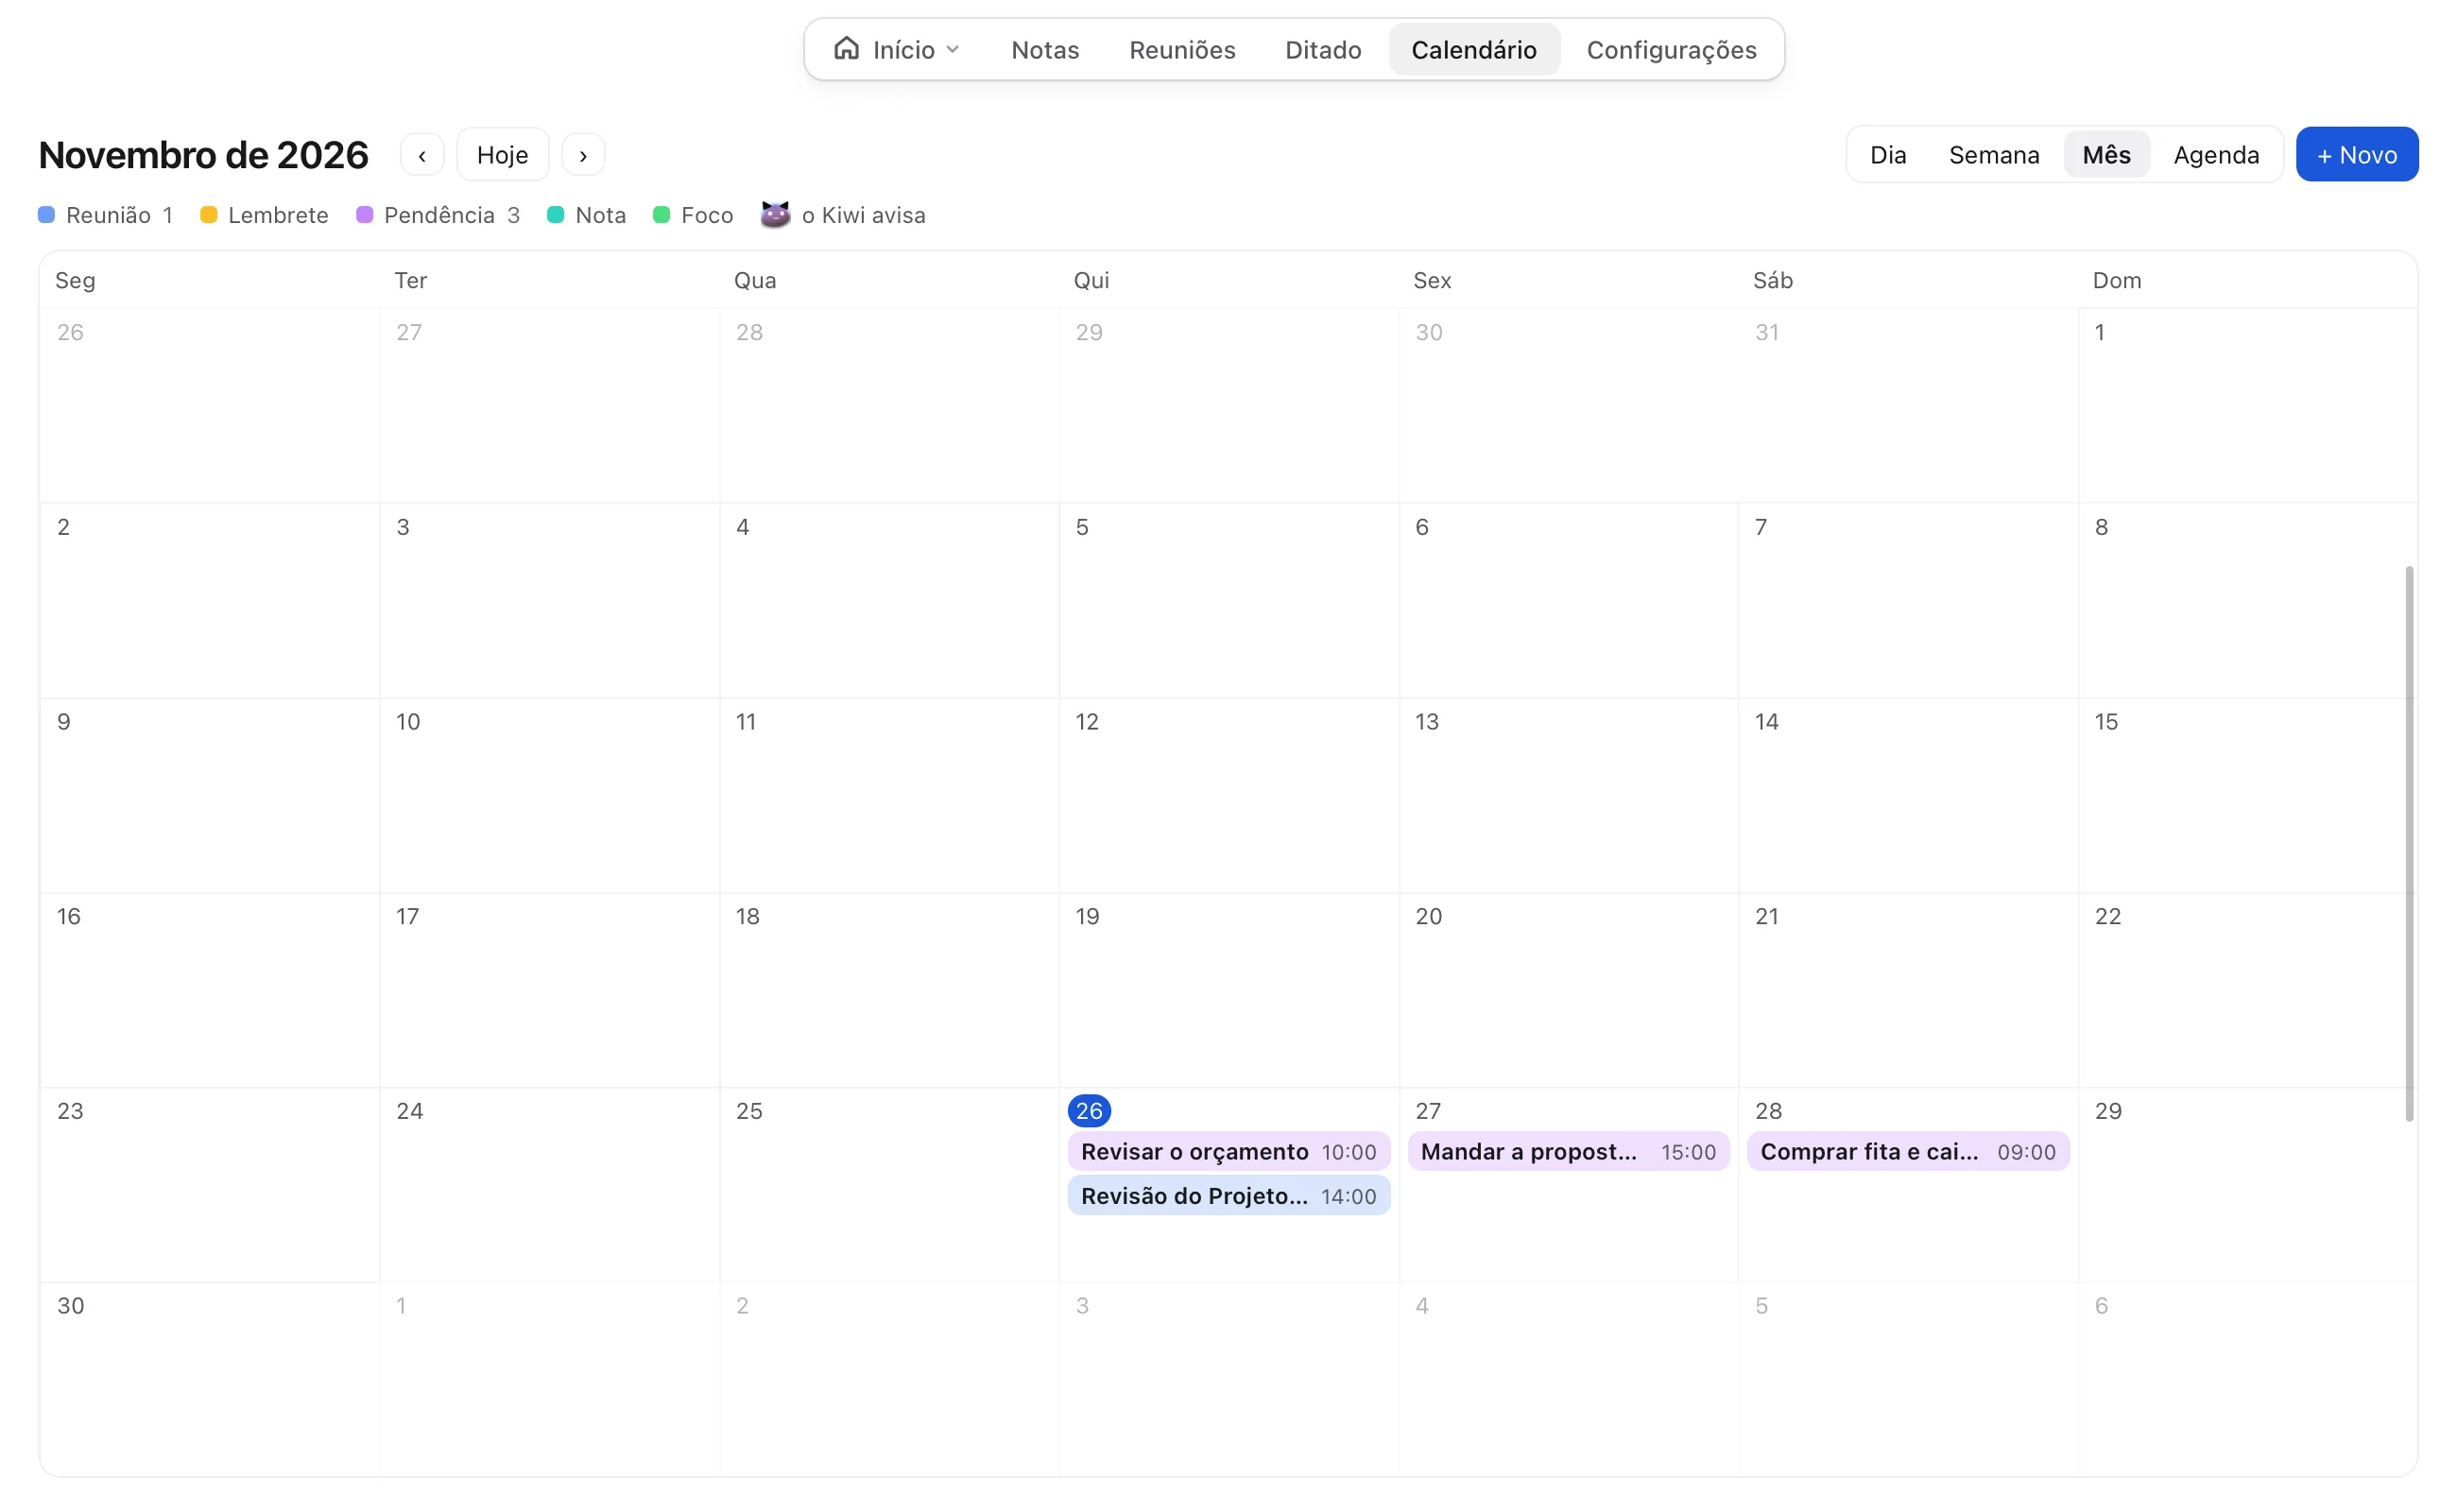 Início Notas Reuniões Ditado Calendário Configurações
Novembro de 2026 ‹ Hoje › Dia Semana Mês Agenda + Novo
Reunião 1 Lembrete Pendência 3 Nota Foco o Kiwi avisa
Seg Ter Qua Qui Sex Sáb Dom
26 27 28 29 30 31 1
2 3 4 5 6 7 8
9 10 11 12 13 14 15
16 17 18 19 20 21 22
23 24 25 26 27 28 29
Revisar o orçamento 10:00 Mandar a propost... 15:00 Comprar fita e cai... 09:00
Revisão do Projeto... 14:00
30 1 2 3 4 5 6